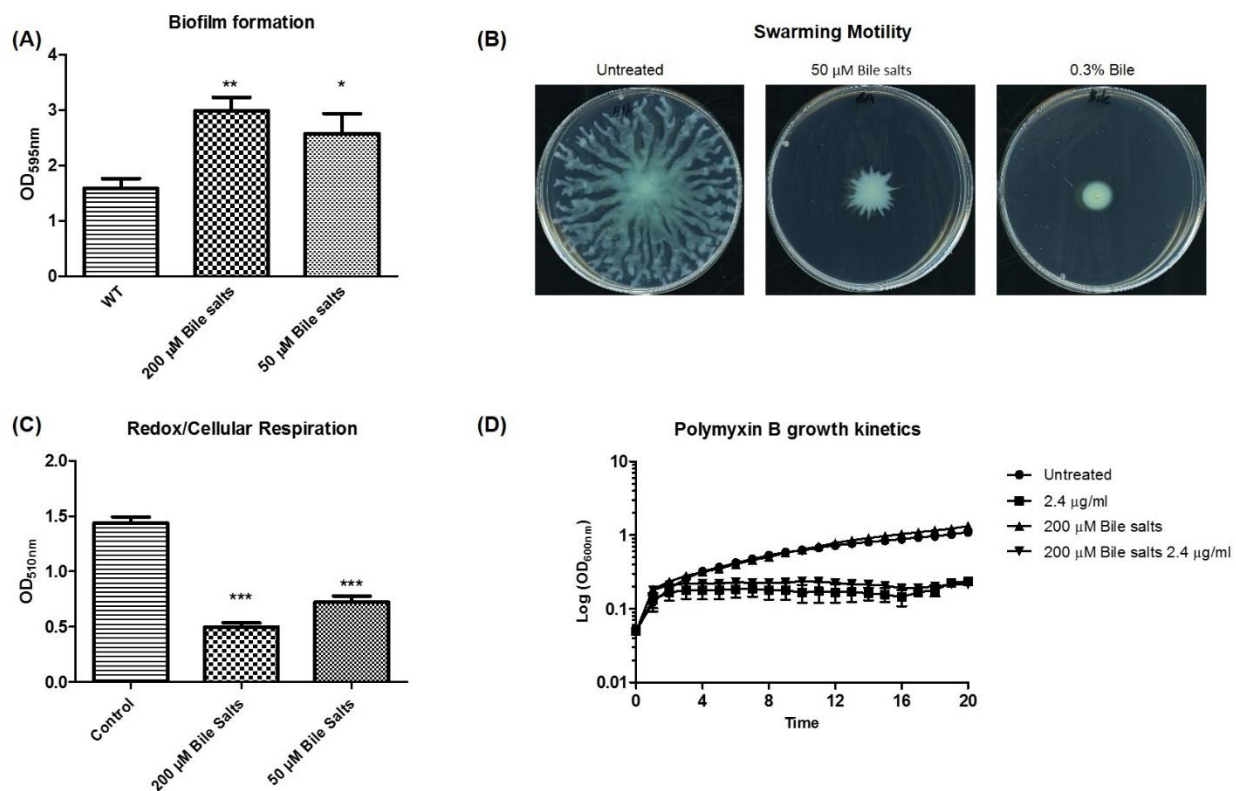 (A)
Biofilm formation
OD595nm
4
3
2
1
0
**
*
WT
200 µM Bile salts
50 µM Bile salts
(B)
Swarming Motility
Untreated
50 µM Bile salts
0.3% Bile
Bile
(C)
Redox/Cellular Respiration
OD510nm
2.0
1.5
1.0
0.5
0.0
***
***
Control
200 µM Bile Salts
50 µM Bile Salts
(D)
Polymyxin B growth kinetics
Log (OD600nm)
10
1
0.1
0.01
0 4 8 12 16 20
Time
Untreated
2.4 µg/ml
200 µM Bile salts
200 µM Bile salts 2.4 µg/ml